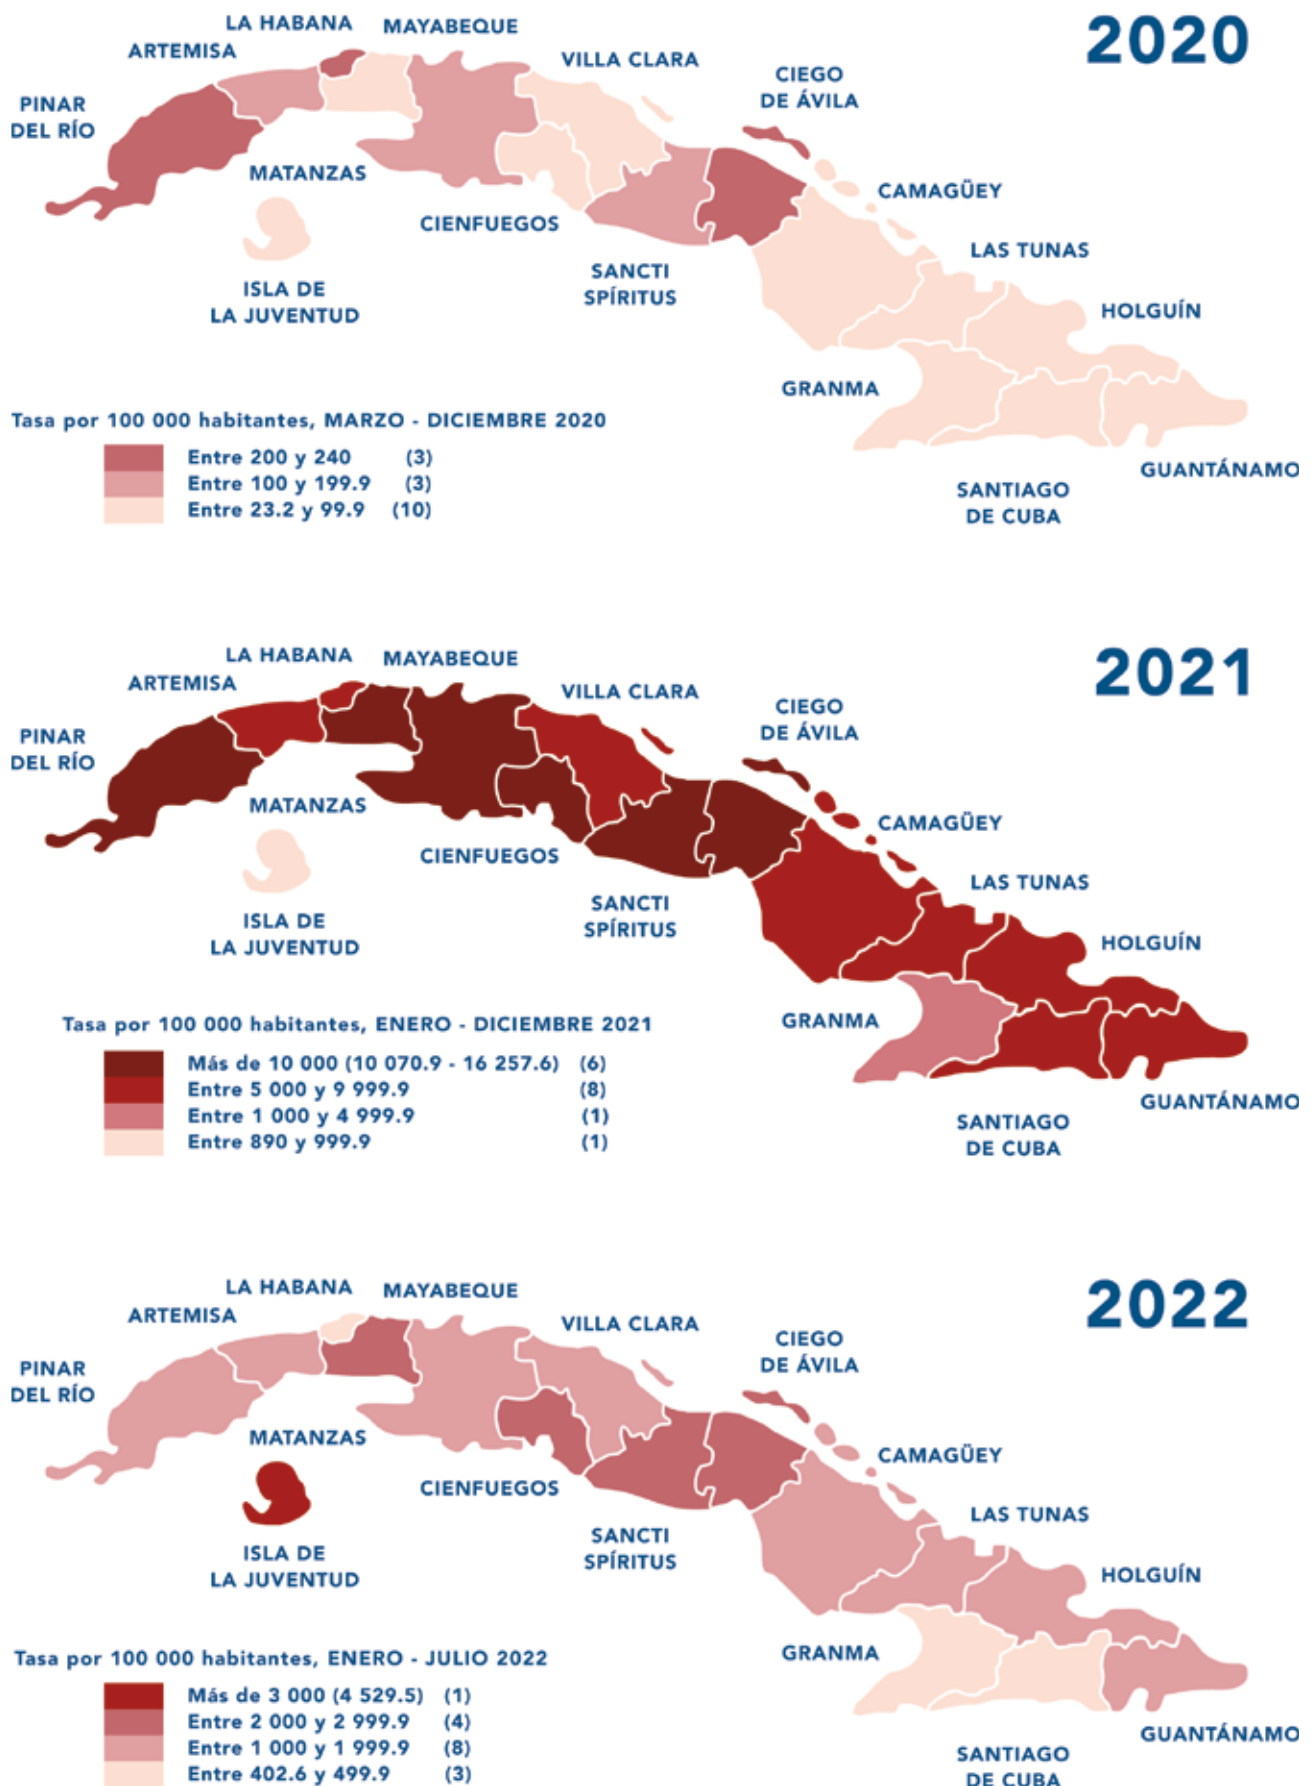 2020
LA HABANA
MAYABEQUE
ARTEMISA
VILLA CLARA
CIEGO
DE ÁVILA
PINAR
DEL RÍO
MATANZAS
CAMAGÜEY
CIENFUEGOS
LAS TUNAS
SANCTI
SPÍRITUS
ISLA DE
LA JUVENTUD
HOLGUÍN
GRANMA
GUANTÁNAMO
SANTIAGO
DE CUBA
Tasa por 100 000 habitantes, MARZO - DICIEMBRE 2020
Entre 200 y 240 (3)
Entre 100 y 199.9 (3)
Entre 23.2 y 99.9 (10)
2021
LA HABANA
MAYABEQUE
ARTEMISA
VILLA CLARA
CIEGO
DE ÁVILA
PINAR
DEL RÍO
MATANZAS
CAMAGÜEY
CIENFUEGOS
LAS TUNAS
SANCTI
SPÍRITUS
ISLA DE
LA JUVENTUD
HOLGUÍN
GRANMA
GUANTÁNAMO
SANTIAGO
DE CUBA
Tasa por 100 000 habitantes, ENERO - DICIEMBRE 2021
Más de 10 000 (10 070.9 - 16 257.6) (6)
Entre 5 000 y 9 999.9 (8)
Entre 1 000 y 4 999.9 (1)
Entre 890 y 999.9 (1)
2022
LA HABANA
MAYABEQUE
ARTEMISA
VILLA CLARA
CIEGO
DE ÁVILA
PINAR
DEL RÍO
MATANZAS
CAMAGÜEY
CIENFUEGOS
LAS TUNAS
SANCTI
SPÍRITUS
ISLA DE
LA JUVENTUD
HOLGUÍN
GRANMA
GUANTÁNAMO
SANTIAGO
DE CUBA
Tasa por 100 000 habitantes, ENERO - JULIO 2022
Más de 3 000 (4 529.5) (1)
Entre 2 000 y 2 999.9 (4)
Entre 1 000 y 1 999.9 (8)
Entre 402.6 y 499.9 (3)